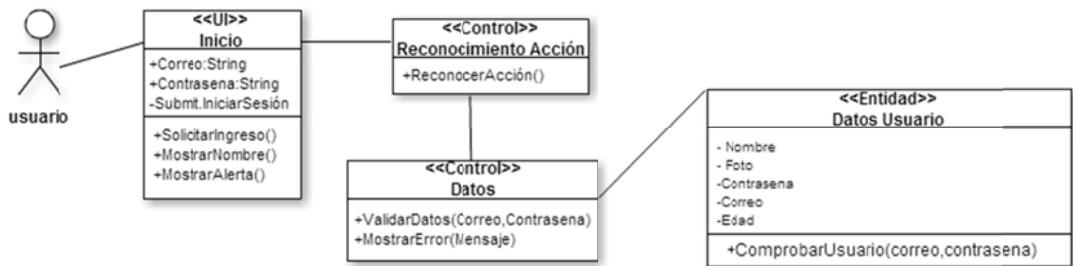 usuario
<<UI>>
Inicio
+Correo:String
+Contrasena:String
-Submt.IniciarSesión
+SolicitarIngreso()
+MostrarNombre()
+MostrarAlerta()
<<Control>>
Reconocimiento Acción
+ReconocerAcción()
<<Control>>
Datos
+ValidarDatos(Correo,Contrasena)
+MostrarError(Mensaje)
<<Entidad>>
Datos Usuario
- Nombre
- Foto
-Contrasena
-Correo
-Edad
+ComprobarUsuario(correo,contrasena)